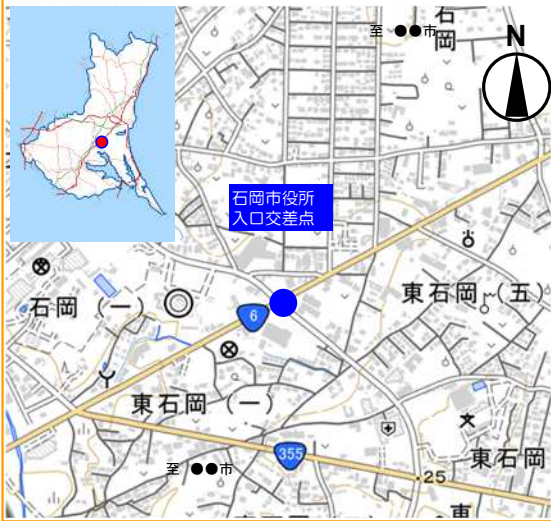 至 ●●市
石
岡
N
石岡市役所
入口交差点
石岡(一)
6
東石岡(五)
東石岡(一)
355
至 ●●市
25
東石岡
東